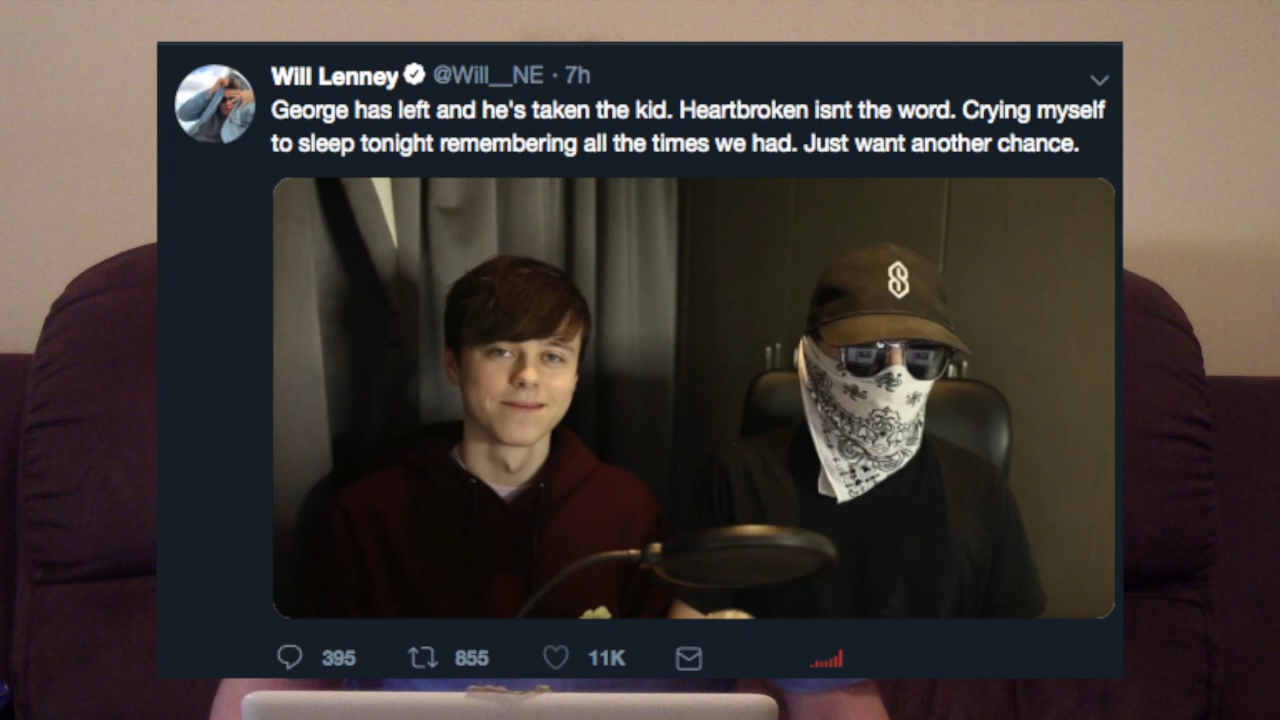 Will Lenney @Will__NE · 7h
George has left and he's taken the kid. Heartbroken isnt the word. Crying myself
to sleep tonight remembering all the times we had. Just want another chance.
395 855 11K